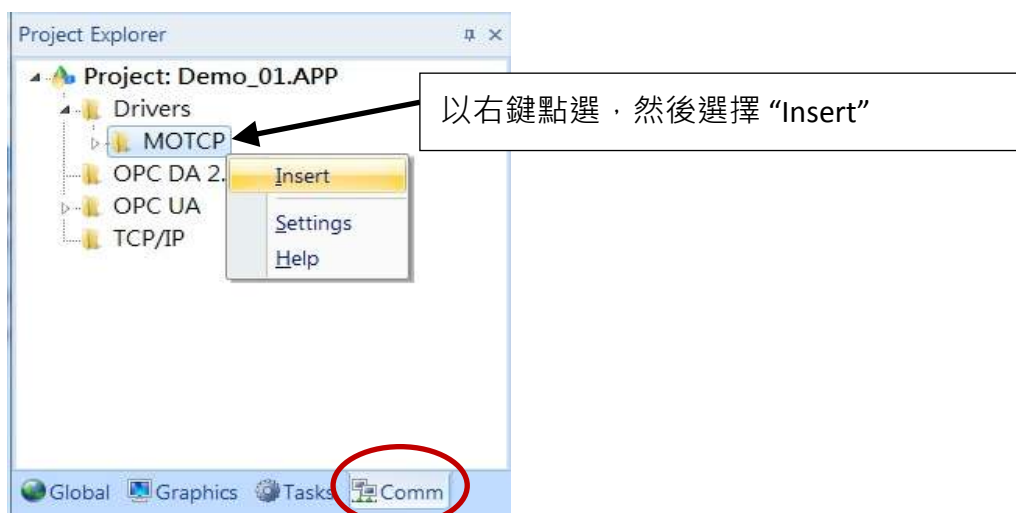 Project Explorer
Project: Demo_01.APP
以右鍵點選，然後選擇 “Insert”
Drivers
MOTCP
OPC DA 2.
Insert
OPC UA
Settings
TCP/IP
Help
Global Graphics Tasks Comm